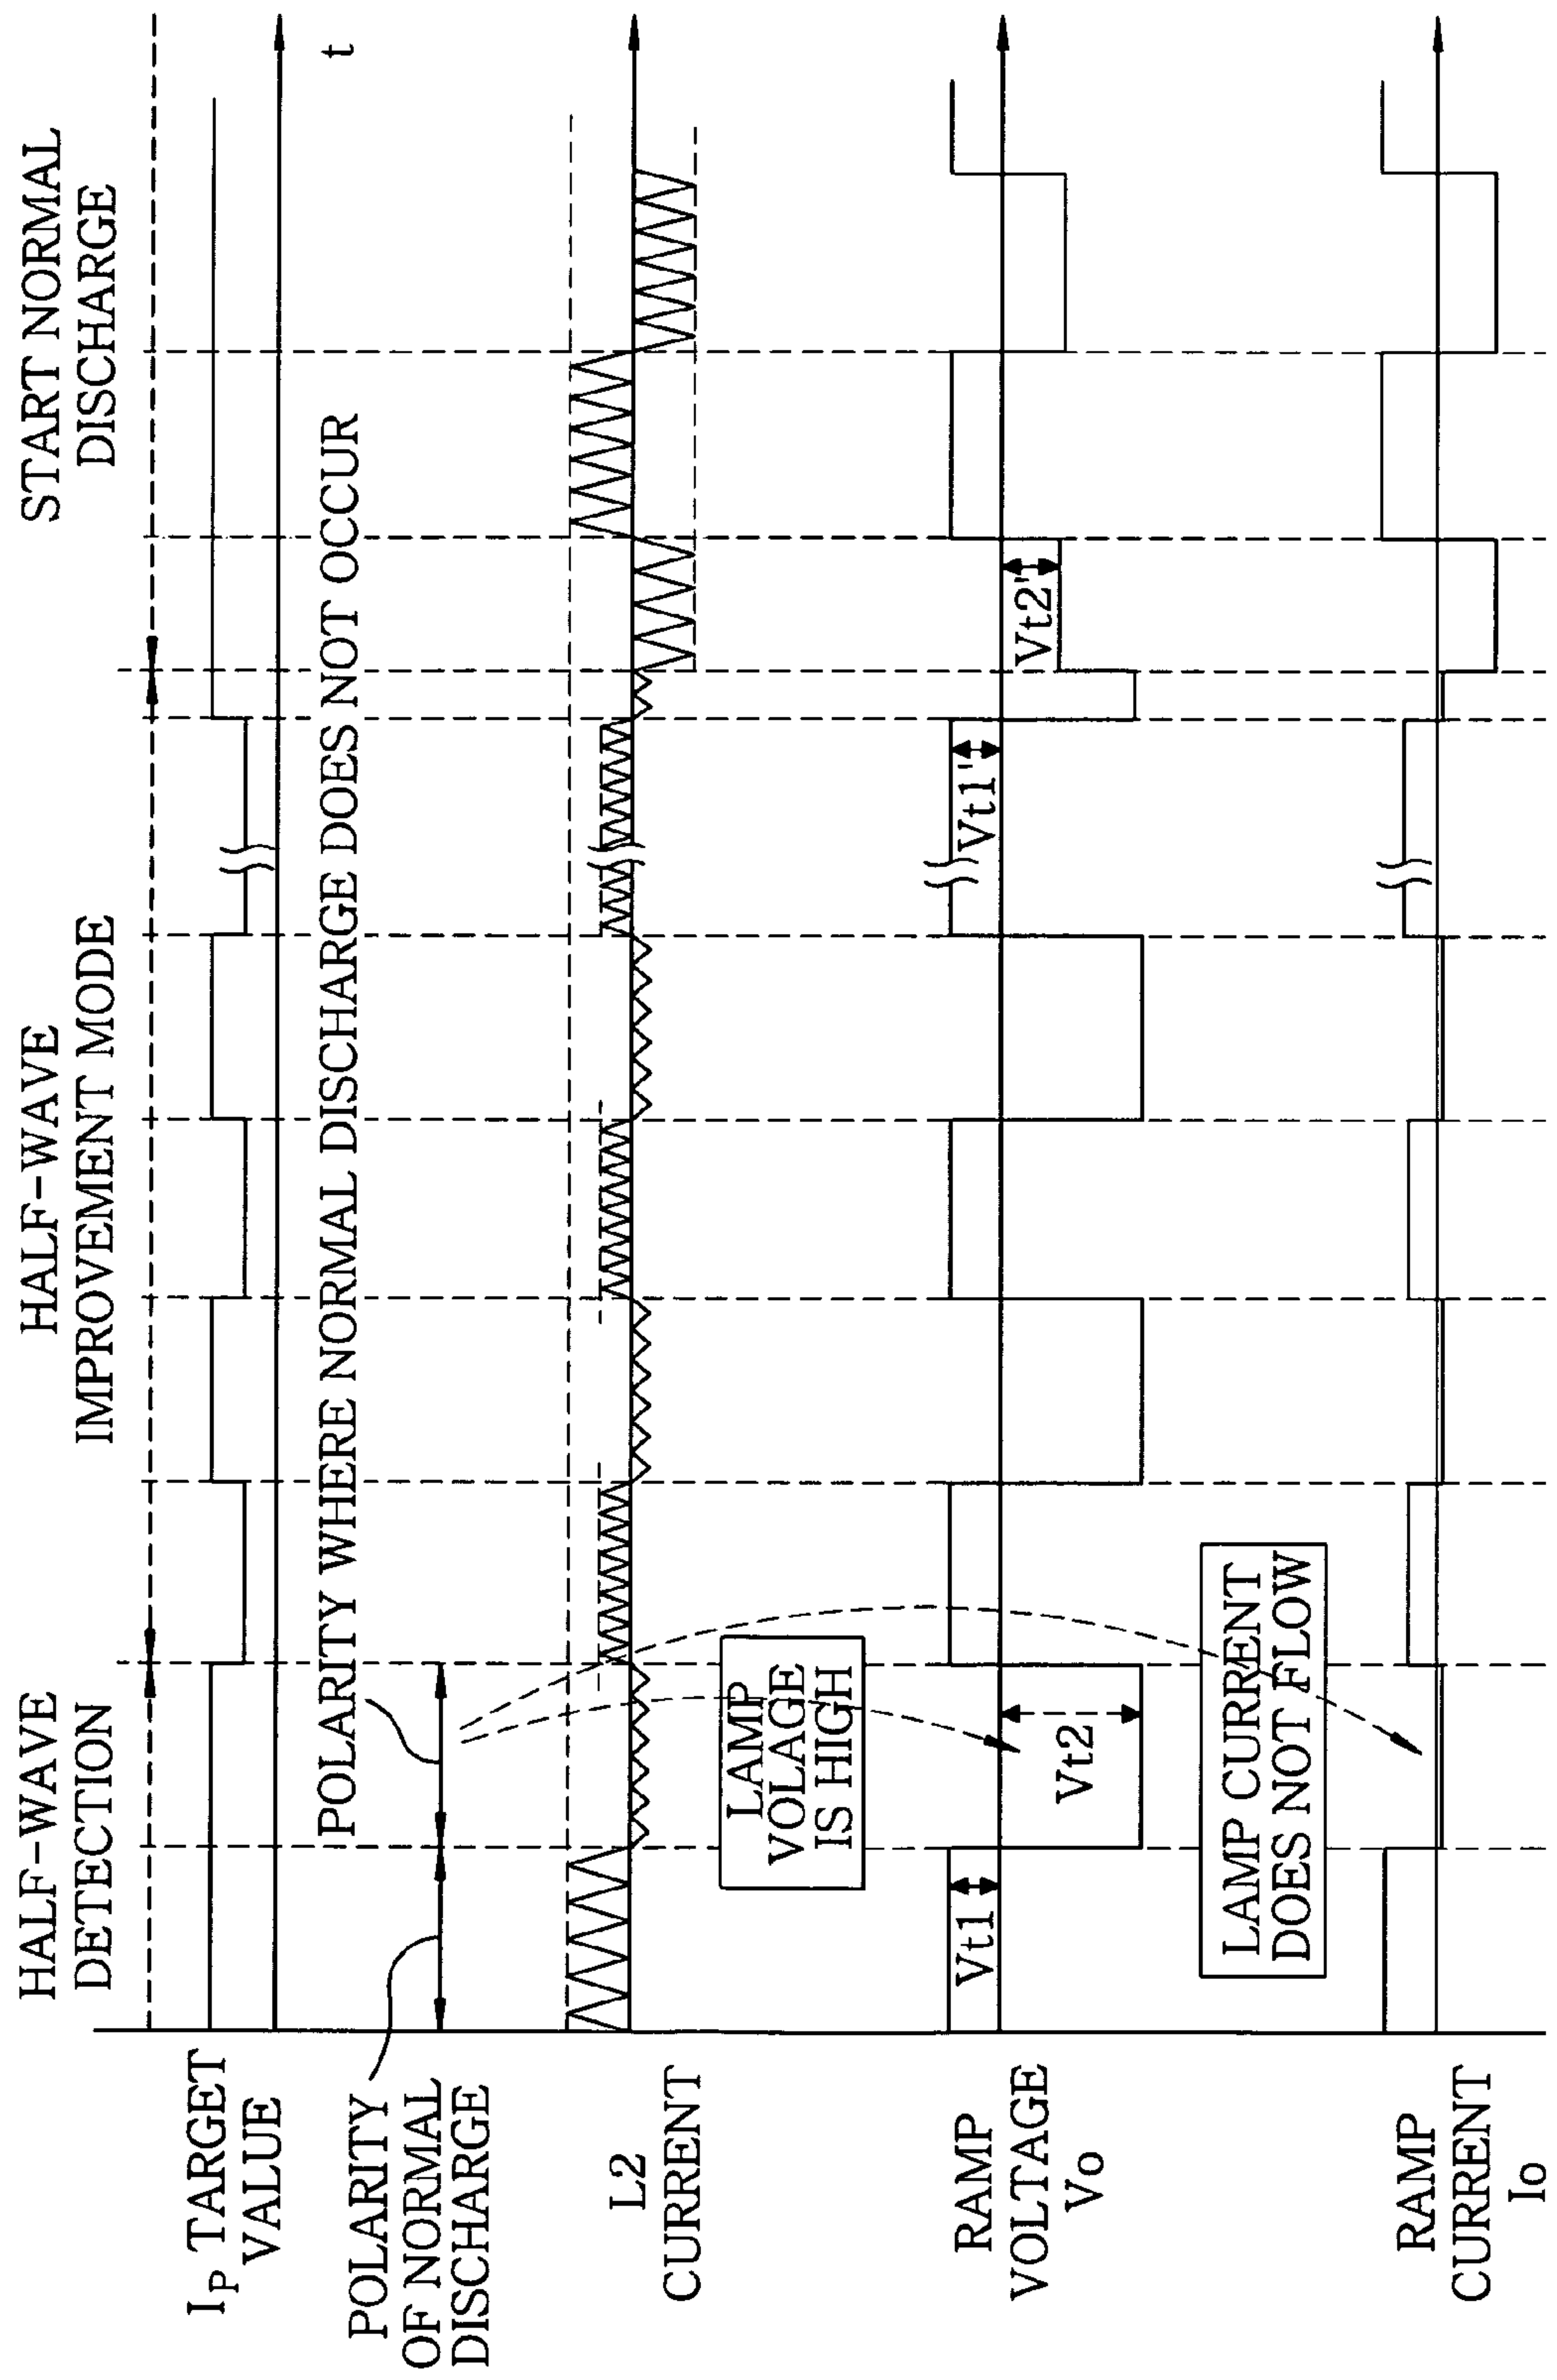 HALF-WAVE
DETECTION
HALF-WAVE
IMPROVEMENT MODE
START NORMAL
DISCHARGE
IP TARGET
VALUE
t
POLARITY WHERE NORMAL DISCHARGE DOES NOT OCCUR
POLARITY
OF NORMAL
DISCHARGE
L2
CURRENT
LAMP
VOLAGE
IS HIGH
RAMP
VOLTAGE
Vo
Vt1
Vt2
Vt1'
Vt2'
LAMP CURRENT
DOES NOT FLOW
RAMP
CURRENT
Io